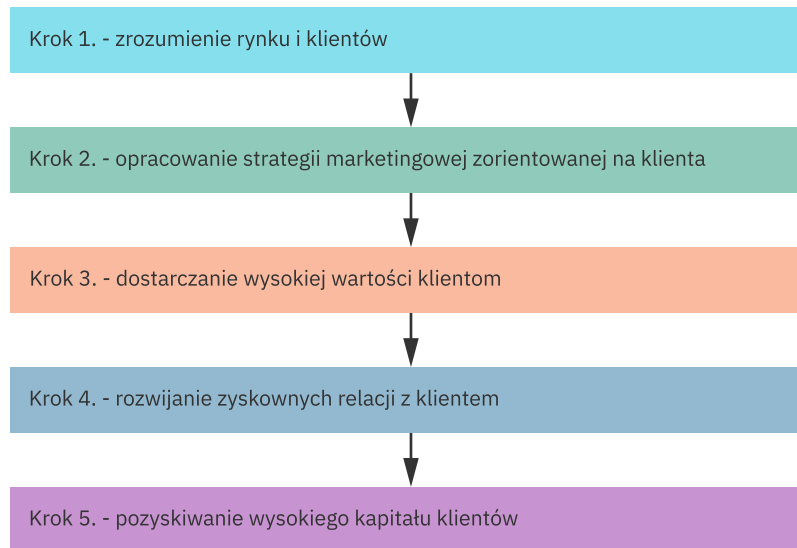 Krok 1. - zrozumienie rynku i klientów
Krok 2. - opracowanie strategii marketingowej zorientowanej na klienta
Krok 3. - dostarczanie wysokiej wartości klientom
Krok 4. - rozwijanie zyskownych relacji z klientem
Krok 5. - pozyskiwanie wysokiego kapitału klientów